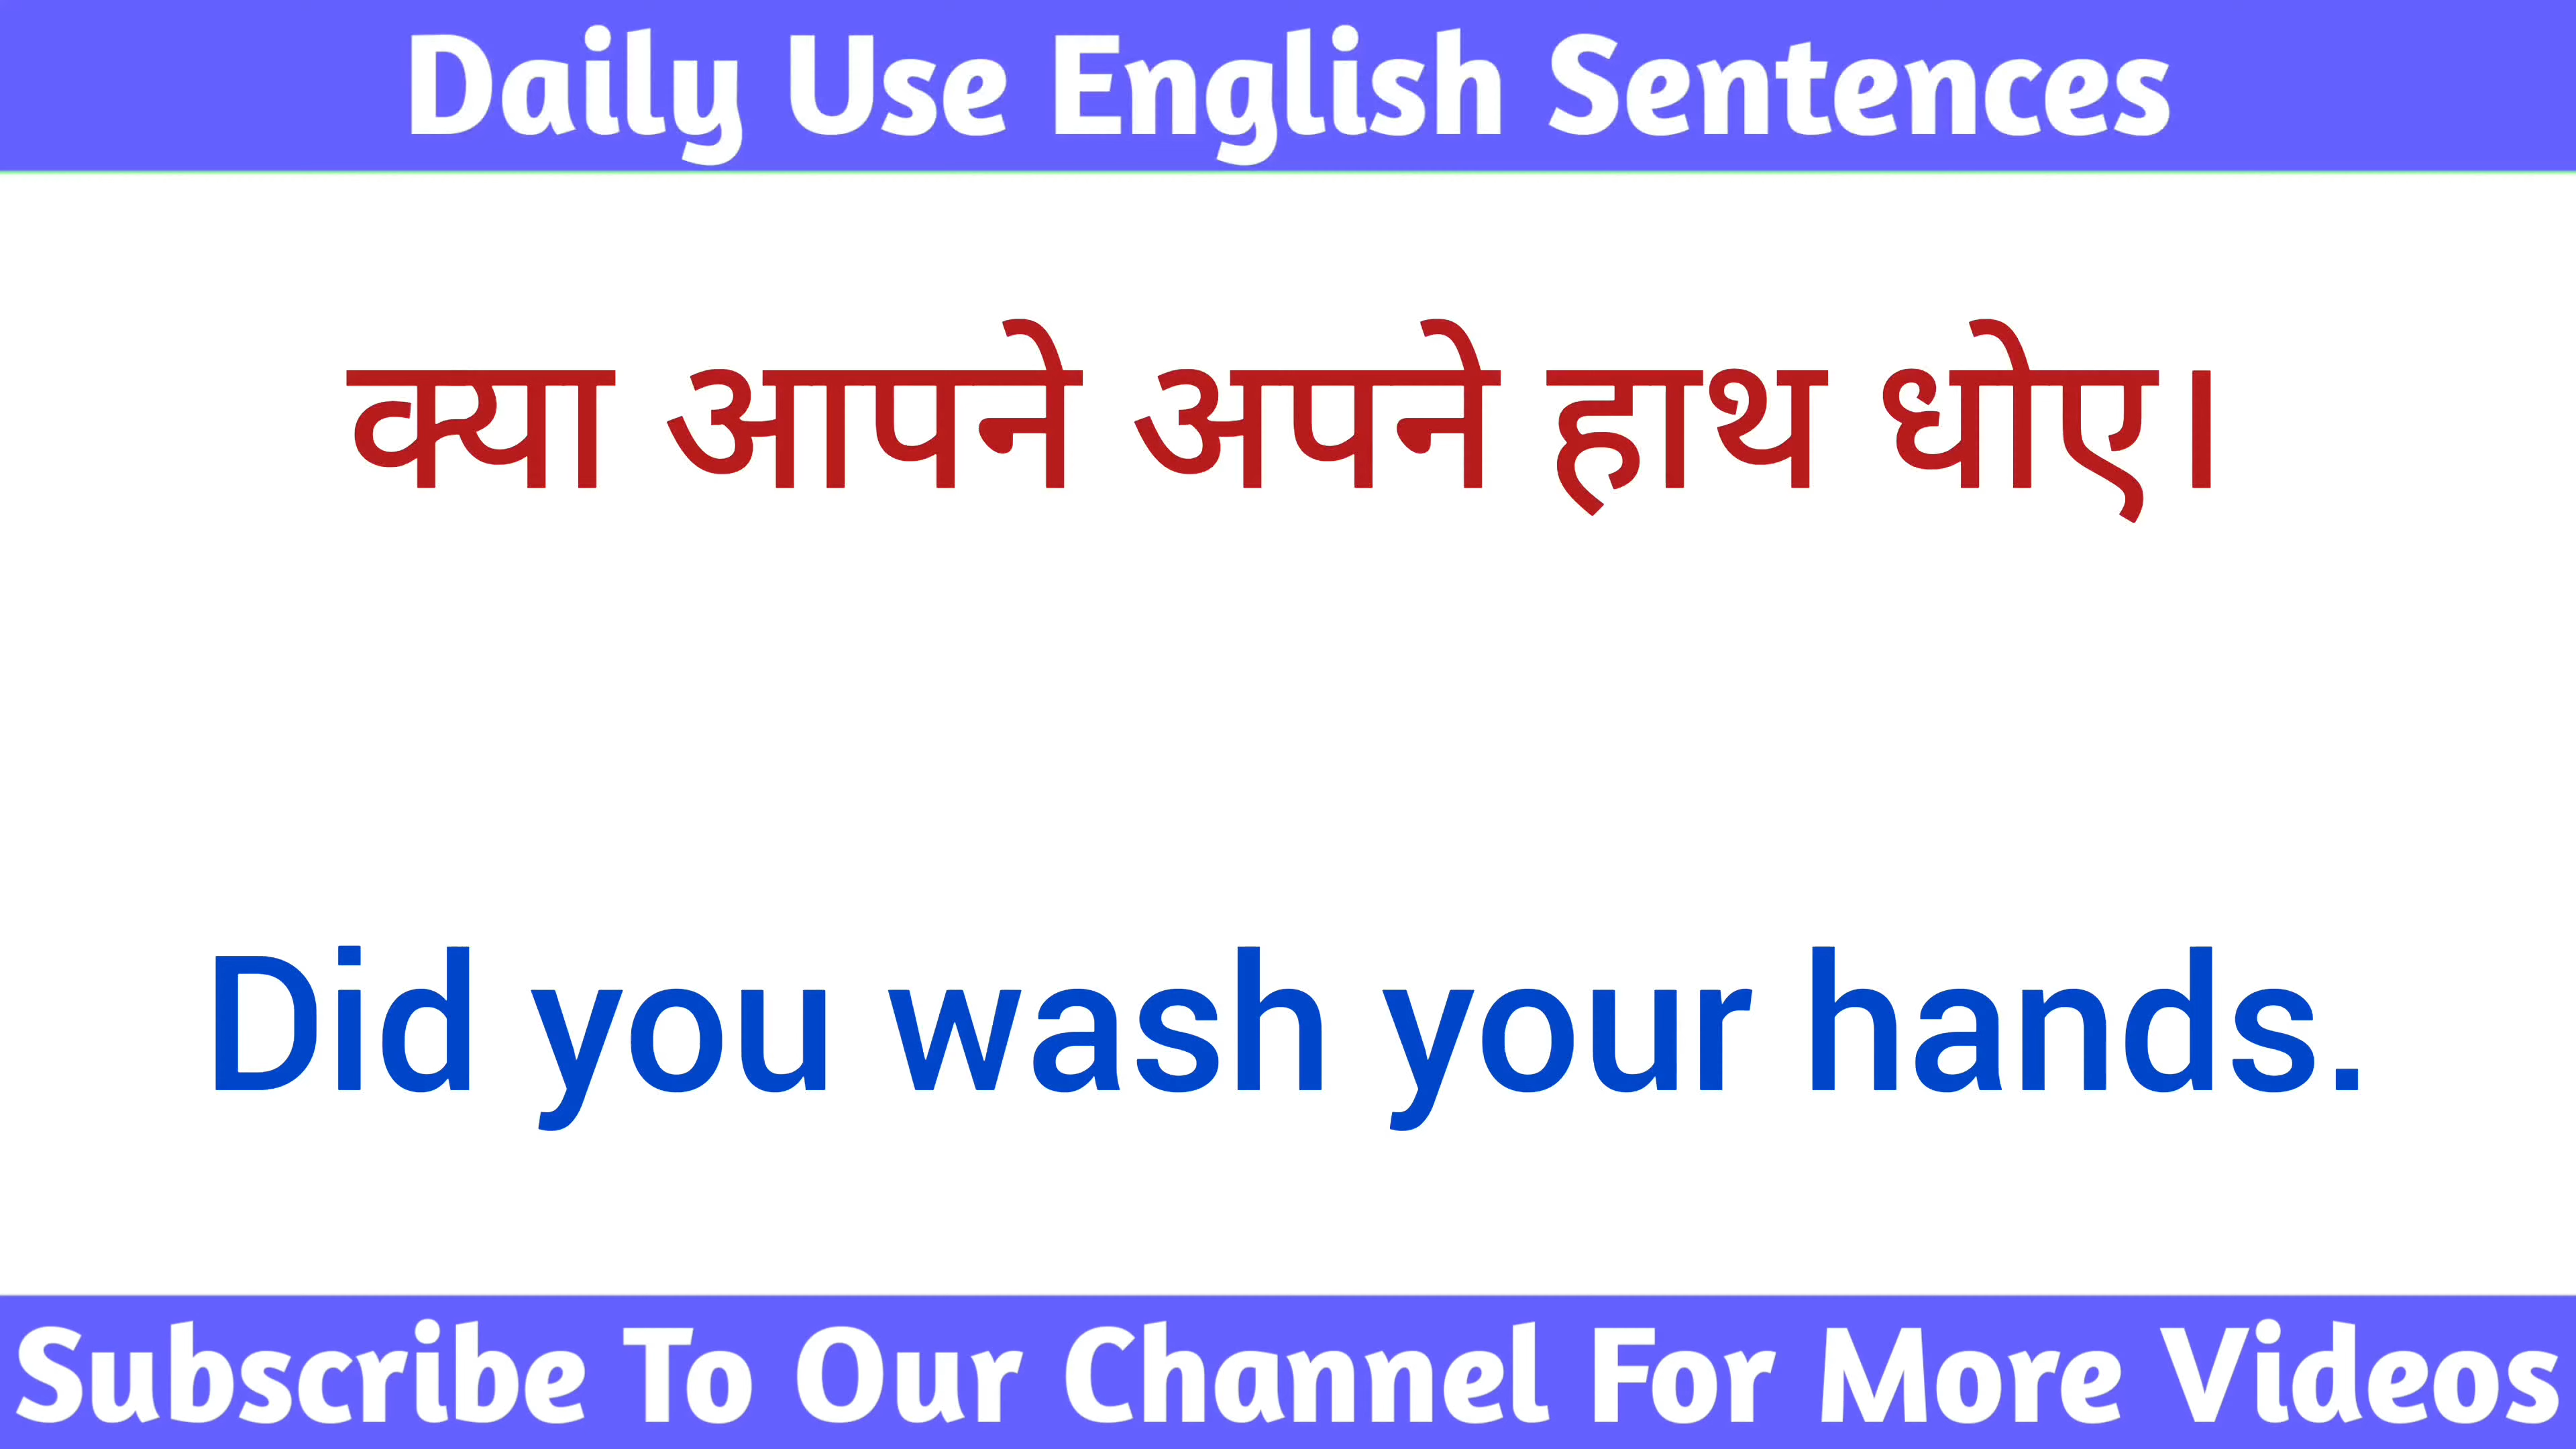 Daily Use English Sentences
क्या आपने अपने हाथ धोए।
Did you wash your hands.
Subscribe To Our Channel For More Videos